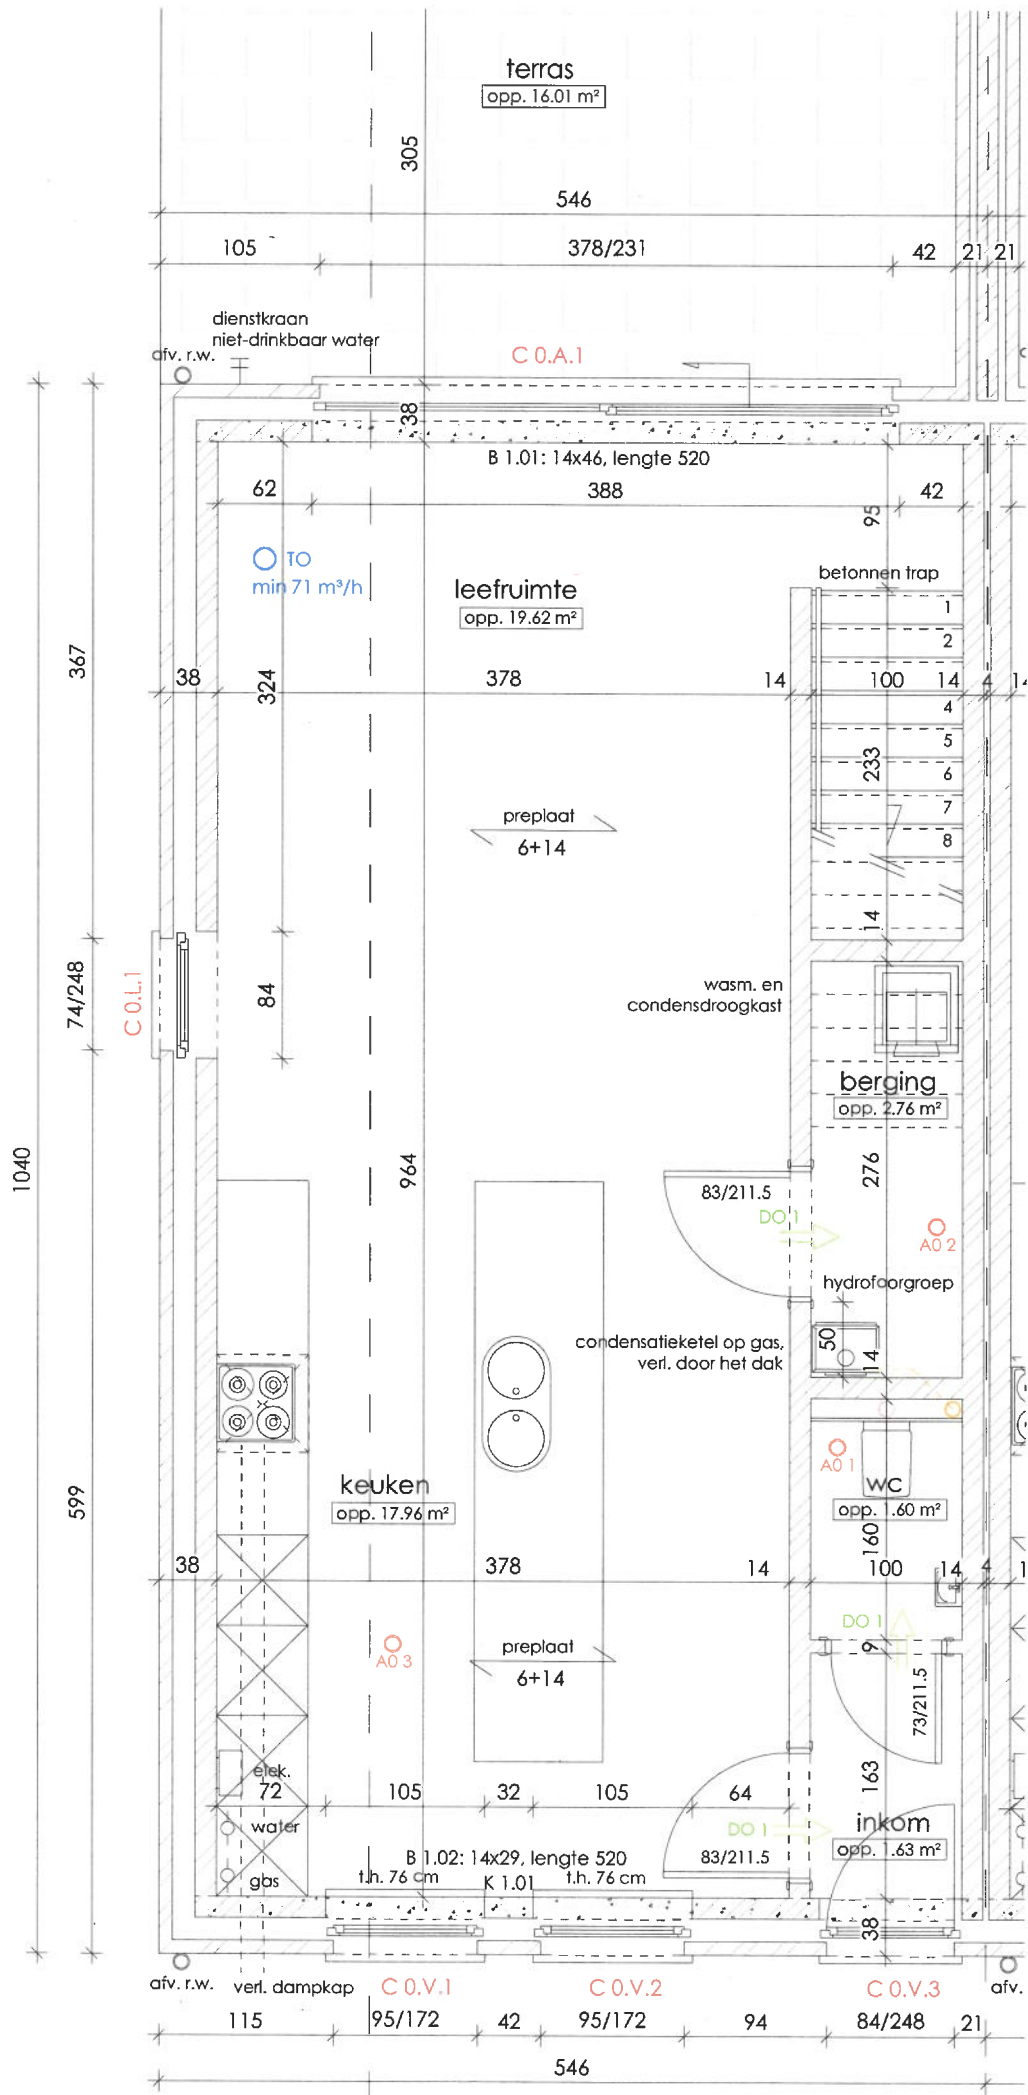 terras
opp. 16.01 m²
305
546
105
378/231
42
21
21
dienstkraan
niet-drinkbaar water
afv. r.w.
C 0.A.1
38
B 1.01: 14x46, lengte 520
62
388
42
95
TO
min 71 m³/h
leefruimte
opp. 19.62 m²
betonnen trap
1
2
367
38
324
378
14
100
14
4
14
4
5
233
6
7
8
preplaat
6+14
14
74/248
C 0.L.1
84
wasm. en
condensdroogkast
berging
opp. 2.76 m²
1040
964
276
83/211.5
DO 1
A0 2
hydrofoorgroep
condensatieketel op gas,
verl. door het dak
50
14
A0 1
keuken
opp. 17.96 m²
wc
opp. 1.60 m²
599
160
38
378
14
100
14
4
1
DO 1
9
A0 3
preplaat
6+14
73/211.5
elek.
72
105
32
105
64
163
water
DO 1
inkom
opp. 1.63 m²
B 1.02: 14x29, lengte 520
83/211.5
gas
t.h. 76 cm
K 1.01
t.h. 76 cm
38
afv. r.w.
verl. dampkap
C 0.V.1
C 0.V.2
C 0.V.3
afv.
115
95/172
42
95/172
94
84/248
21
546